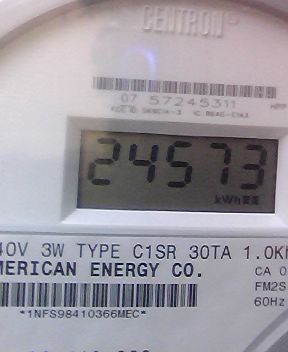 CENTRON
07 57245311
24573
kWh
40V 3W TYPE C1SR 30TA 1.0K
MERICAN ENERGY CO.
CA 0
FM2S
60Hz
*1NFS98410366MEC*